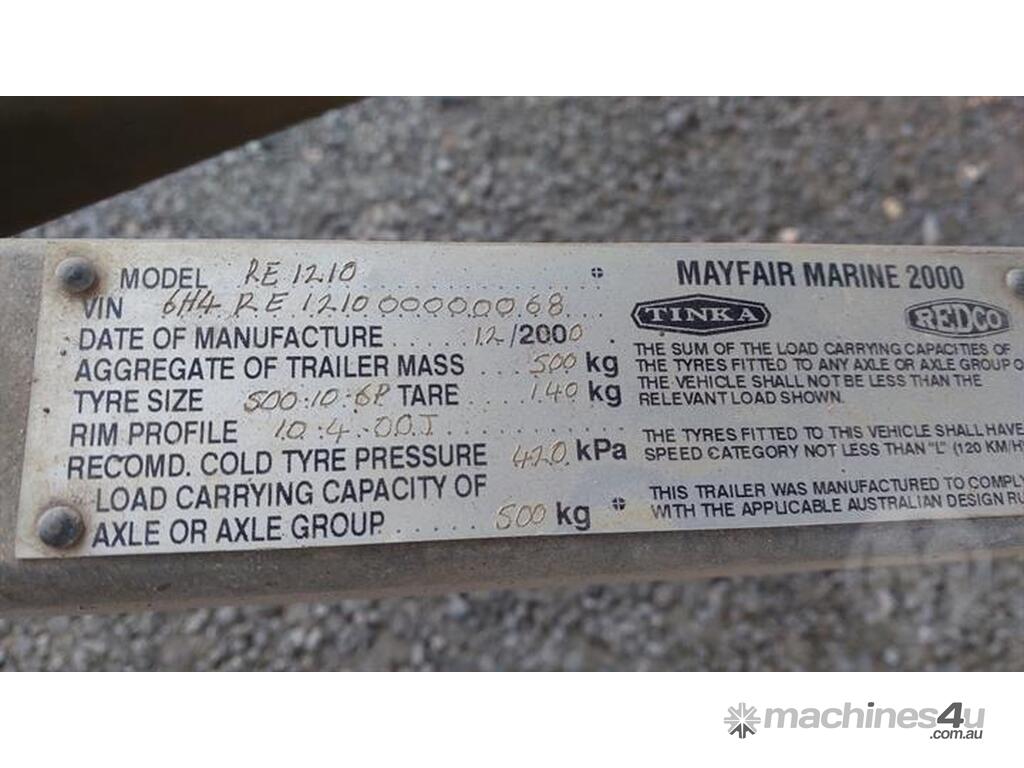 MODEL RE 1210
VIN 6H4 RE 1210 00000068
DATE OF MANUFACTURE 12/2000
AGGREGATE OF TRAILER MASS 500 kg
TYRE SIZE 500:10:6P TARE 140 kg
RIM PROFILE 10:4:00J
RECOMD. COLD TYRE PRESSURE 420 kPa
LOAD CARRYING CAPACITY OF
AXLE OR AXLE GROUP 500 kg
MAYFAIR MARINE 2000
TINKA REDCO
THE SUM OF THE LOAD CARRYING CAPACITIES OF
THE TYRES FITTED TO ANY AXLE OR AXLE GROUP O
THE VEHICLE SHALL NOT BE LESS THAN THE
RELEVANT LOAD SHOWN.
THE TYRES FITTED TO THIS VEHICLE SHALL HAVE
SPEED CATEGORY NOT LESS THAN "L" (120 KM/H
THIS TRAILER WAS MANUFACTURED TO COMPLY
WITH THE APPLICABLE AUSTRALIAN DESIGN RU
machines4u
.com.au